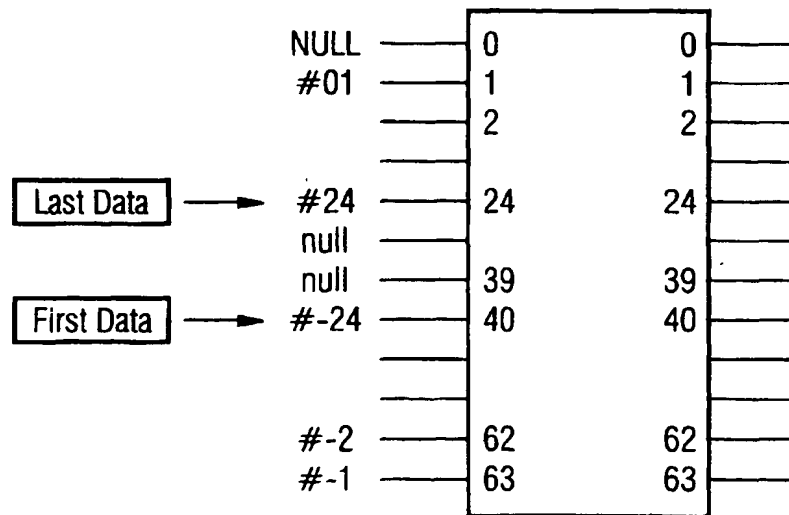 NULL 0 0
#01 1 1
2 2
Last Data #24 24 24
null
null 39 39
First Data #-24 40 40
#-2 62 62
#-1 63 63